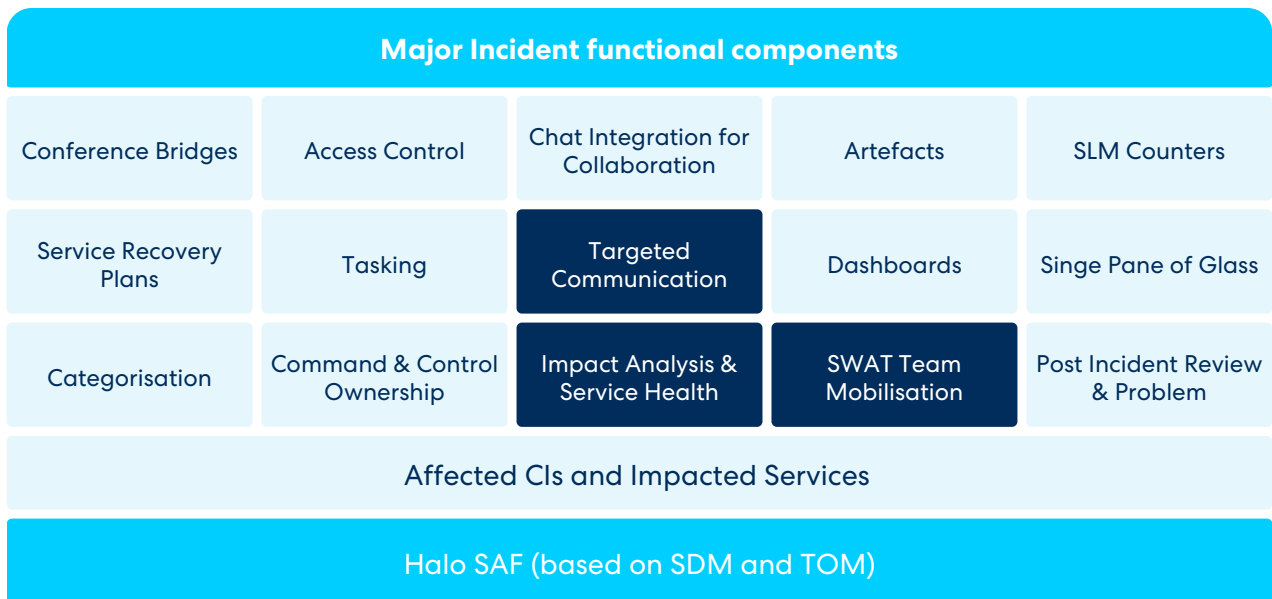 Major Incident functional components
Conference Bridges
Access Control
Chat Integration for
Collaboration
Artefacts
SLM Counters
Service Recovery
Plans
Tasking
Targeted
Communication
Dashboards
Singe Pane of Glass
Categorisation
Command & Control
Ownership
Impact Analysis &
Service Health
SWAT Team
Mobilisation
Post Incident Review
& Problem
Affected CIs and Impacted Services
Halo SAF (based on SDM and TOM)